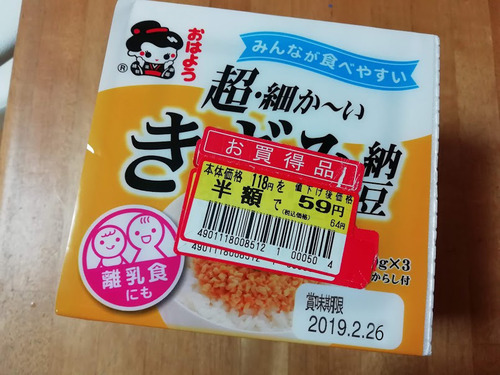 おはよう
®
みんなが食べやすい
超・細か〜い
き
納豆
お買得品
本体価格 118円を 値下げ後価格
半額で 59円
(税込価格) 64円
4901118008512 1 00050 4
g×3
からし付
離乳食
にも
賞味期限
2019.2.26